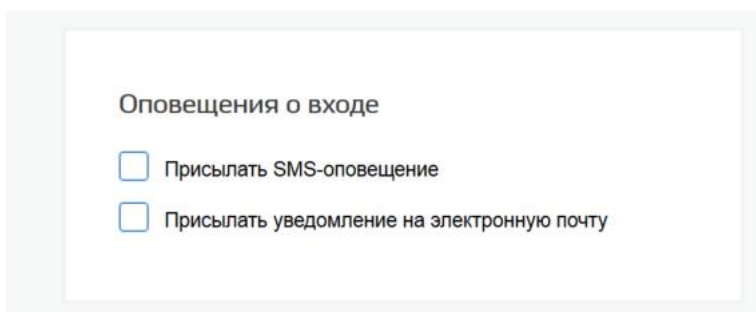 Оповещения о входе
Присылать SMS-оповещение
Присылать уведомление на электронную почту